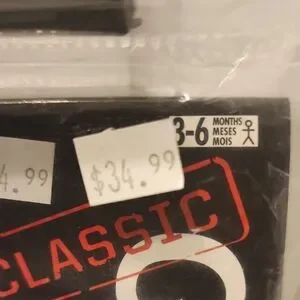 3-6 MONTHS
MESES
MOIS
4.99
$34.99
CLASSIC